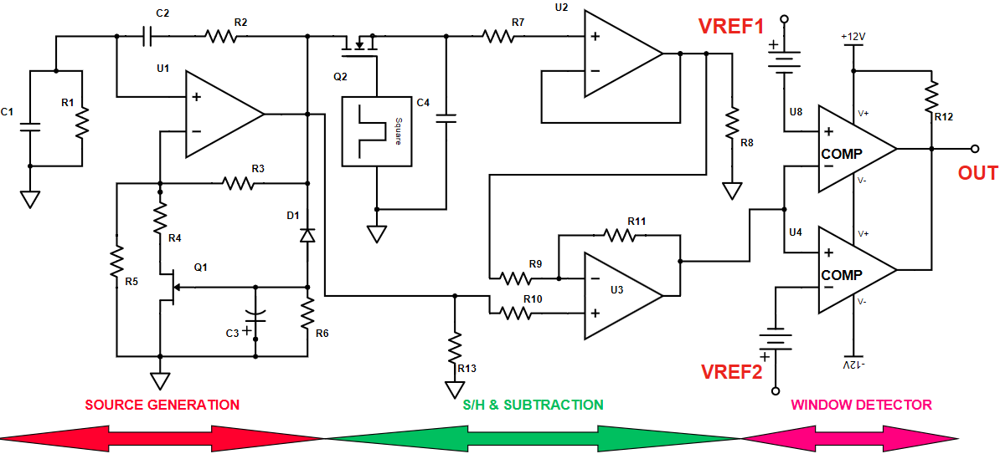 C2
R2
U2
R7
VREF1
+12V
U1
Q2
C1
R1
C4
Square
U8
V+
R12
COMP
R8
V-
OUT
R3
D1
R4
R11
U4
V+
COMP
R5
Q1
R9
U3
R10
V-
C3
R6
R13
VREF2
-12V
SOURCE GENERATION
S/H & SUBTRACTION
WINDOW DETECTOR